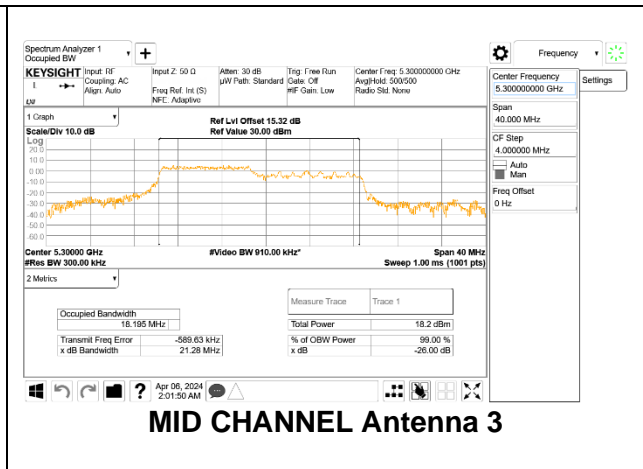 Spectrum Analyzer 1
Occupied BW
Frequency
KEYSIGHT
Input: RF
Coupling: AC
Align: Auto
Input Z: 50 Ω
Freq Ref: Int (S)
NFE: Adaptive
Atten: 30 dB
µW Path: Standard
Trig: Free Run
Gate: Off
#IF Gain: Low
Center Freq: 5.300000000 GHz
Avg|Hold: 500/500
Radio Std: None
Center Frequency
5.300000000 GHz
Settings
Span
40.000 MHz
CF Step
4.000000 MHz
Auto
Man
Freq Offset
0 Hz
1 Graph
Scale/Div 10.0 dB
Ref Lvl Offset 15.32 dB
Ref Value 30.00 dBm
Log
20.0
10.0
0.00
-10.0
-20.0
-30.0
-40.0
-50.0
-60.0
Center 5.30000 GHz
#Res BW 300.00 kHz
#Video BW 910.00 kHz*
Span 40 MHz
Sweep 1.00 ms (1001 pts)
2 Metrics
Measure Trace
Trace 1
Occupied Bandwidth
18.195 MHz
Total Power
18.2 dBm
Transmit Freq Error
-589.63 kHz
% of OBW Power
99.00 %
x dB Bandwidth
21.28 MHz
x dB
-26.00 dB
?
Apr 06, 2024
2:01:50 AM
MID CHANNEL Antenna 3